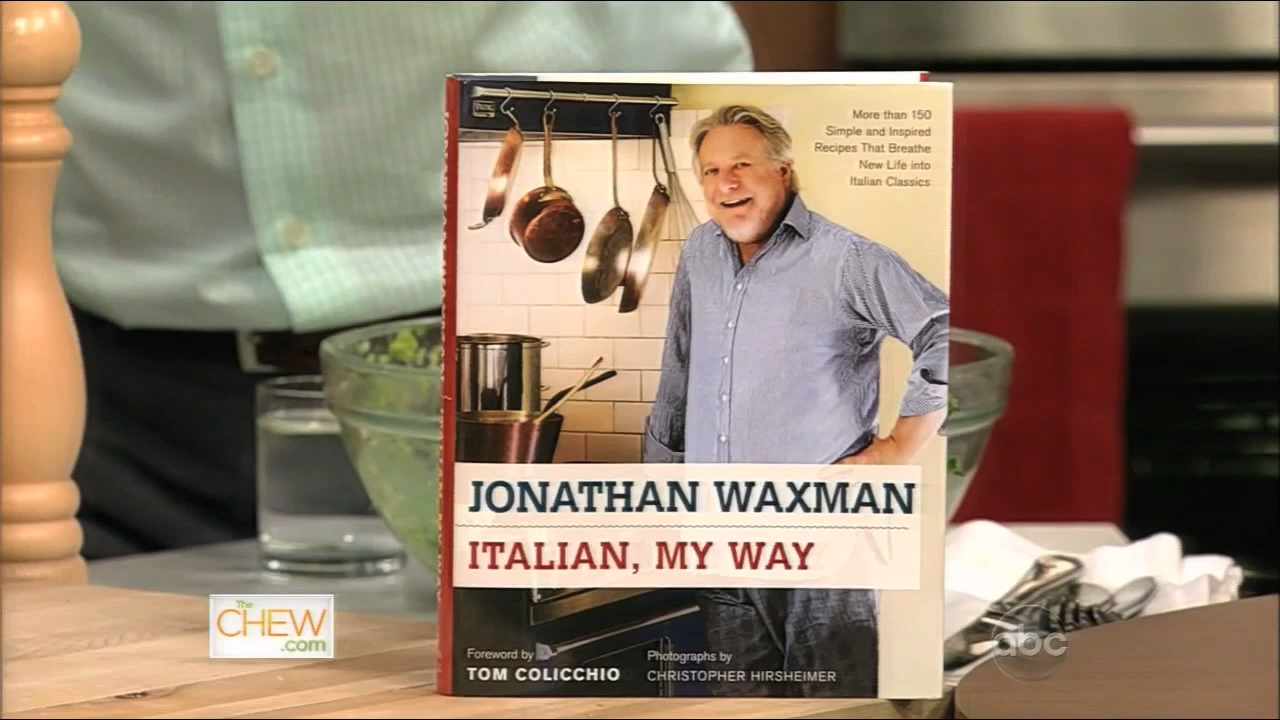 More than 150
Simple and Inspired
Recipes That Breathe
New Life into
Italian Classics
JONATHAN WAXMAN
ITALIAN, MY WAY
Foreword by
TOM COLICCHIO
Photographs by
CHRISTOPHER HIRSHEIMER
The
CHEW
.com
abc